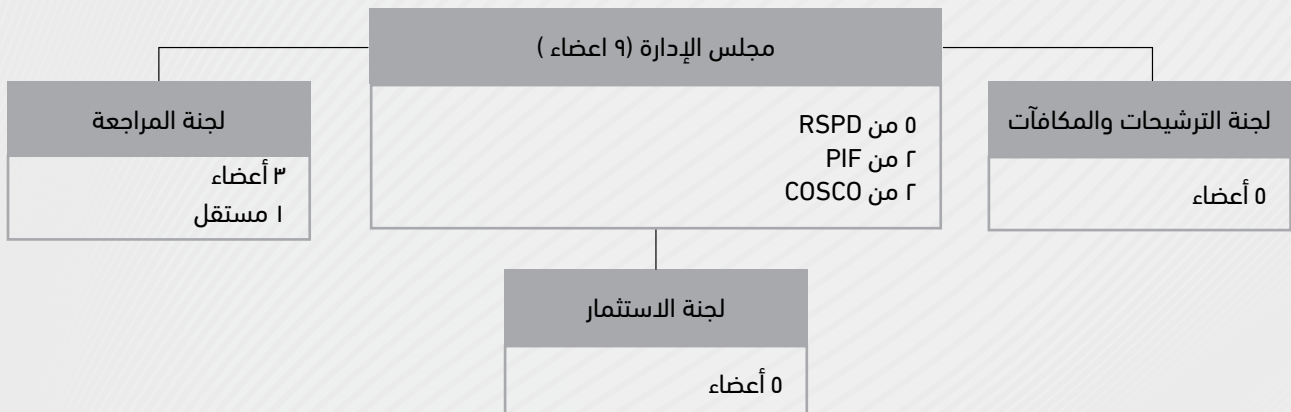 مجلس الإدارة (٩ اعضاء )
٥ من RSPD
٢ من PIF
٢ من COSCO
لجنة الترشيحات والمكافآت
٥ أعضاء
لجنة المراجعة
٣ أعضاء
١ مستقل
لجنة الاستثمار
٥ أعضاء